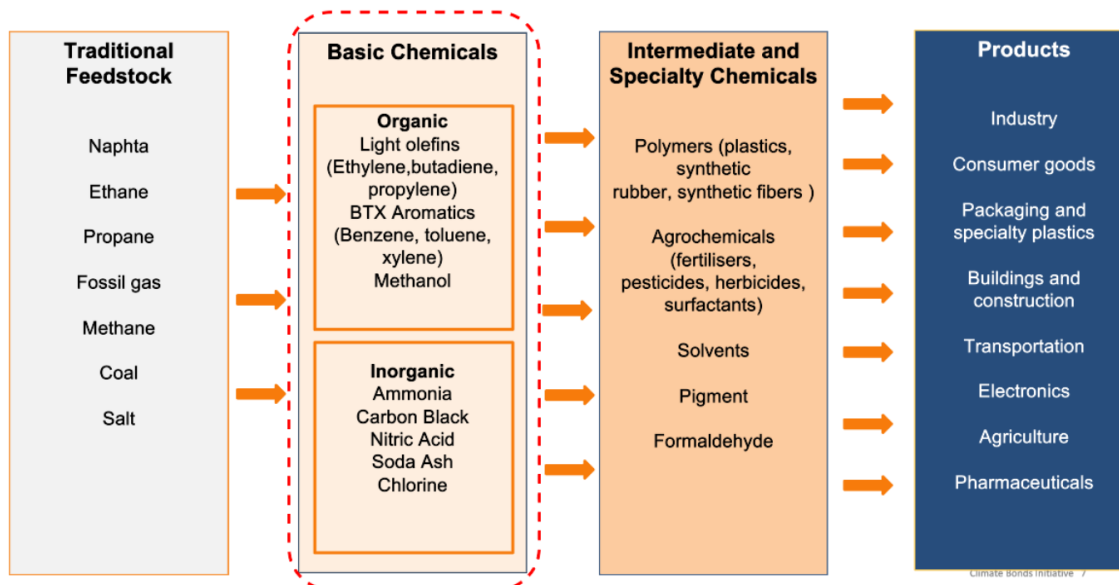 Traditional
Feedstock
Naphta
Ethane
Propane
Fossil gas
Methane
Coal
Salt
Basic Chemicals
Organic
Light olefins
(Ethylene,butadiene,
propylene)
BTX Aromatics
(Benzene, toluene,
xylene)
Methanol
Inorganic
Ammonia
Carbon Black
Nitric Acid
Soda Ash
Chlorine
Intermediate and
Specialty Chemicals
Polymers (plastics,
synthetic
rubber, synthetic fibers )
Agrochemicals
(fertilisers,
pesticides, herbicides,
surfactants)
Solvents
Pigment
Formaldehyde
Products
Industry
Consumer goods
Packaging and
specialty plastics
Buildings and
construction
Transportation
Electronics
Agriculture
Pharmaceuticals
Climate Bonds Initiative 7